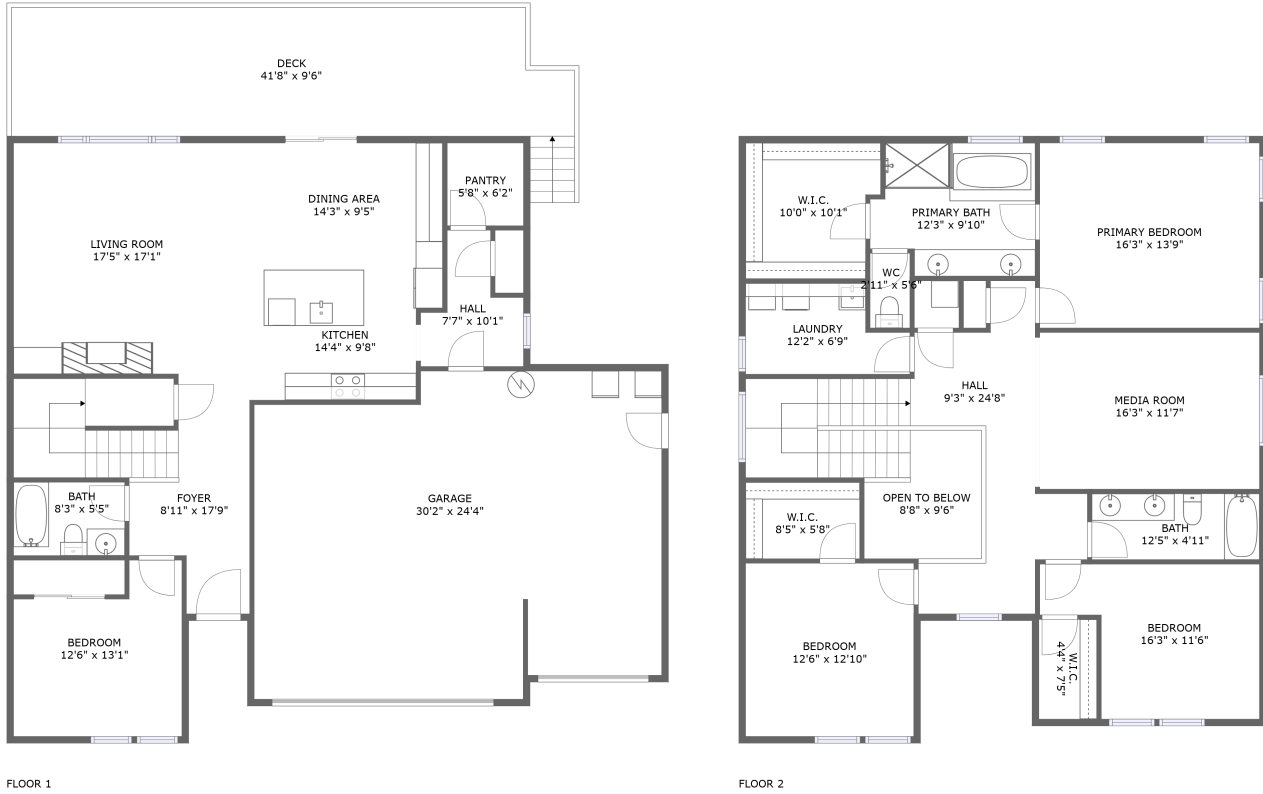 DECK
41'8" x 9'6"
PANTRY
5'8" x 6'2"
DINING AREA
14'3" x 9'5"
LIVING ROOM
17'5" x 17'1"
HALL
7'7" x 10'1"
KITCHEN
14'4" x 9'8"
BATH
8'3" x 5'5"
FOYER
8'11" x 17'9"
GARAGE
30'2" x 24'4"
BEDROOM
12'6" x 13'1"
FLOOR 1
W.I.C.
10'0" x 10'1"
PRIMARY BATH
12'3" x 9'10"
PRIMARY BEDROOM
16'3" x 13'9"
WC
2'11" x 5'6"
LAUNDRY
12'2" x 6'9"
HALL
9'3" x 24'8"
MEDIA ROOM
16'3" x 11'7"
OPEN TO BELOW
8'8" x 9'6"
W.I.C.
8'5" x 5'8"
BATH
12'5" x 4'11"
BEDROOM
12'6" x 12'10"
W.I.C.
4'4" x 7'5"
BEDROOM
16'3" x 11'6"
FLOOR 2